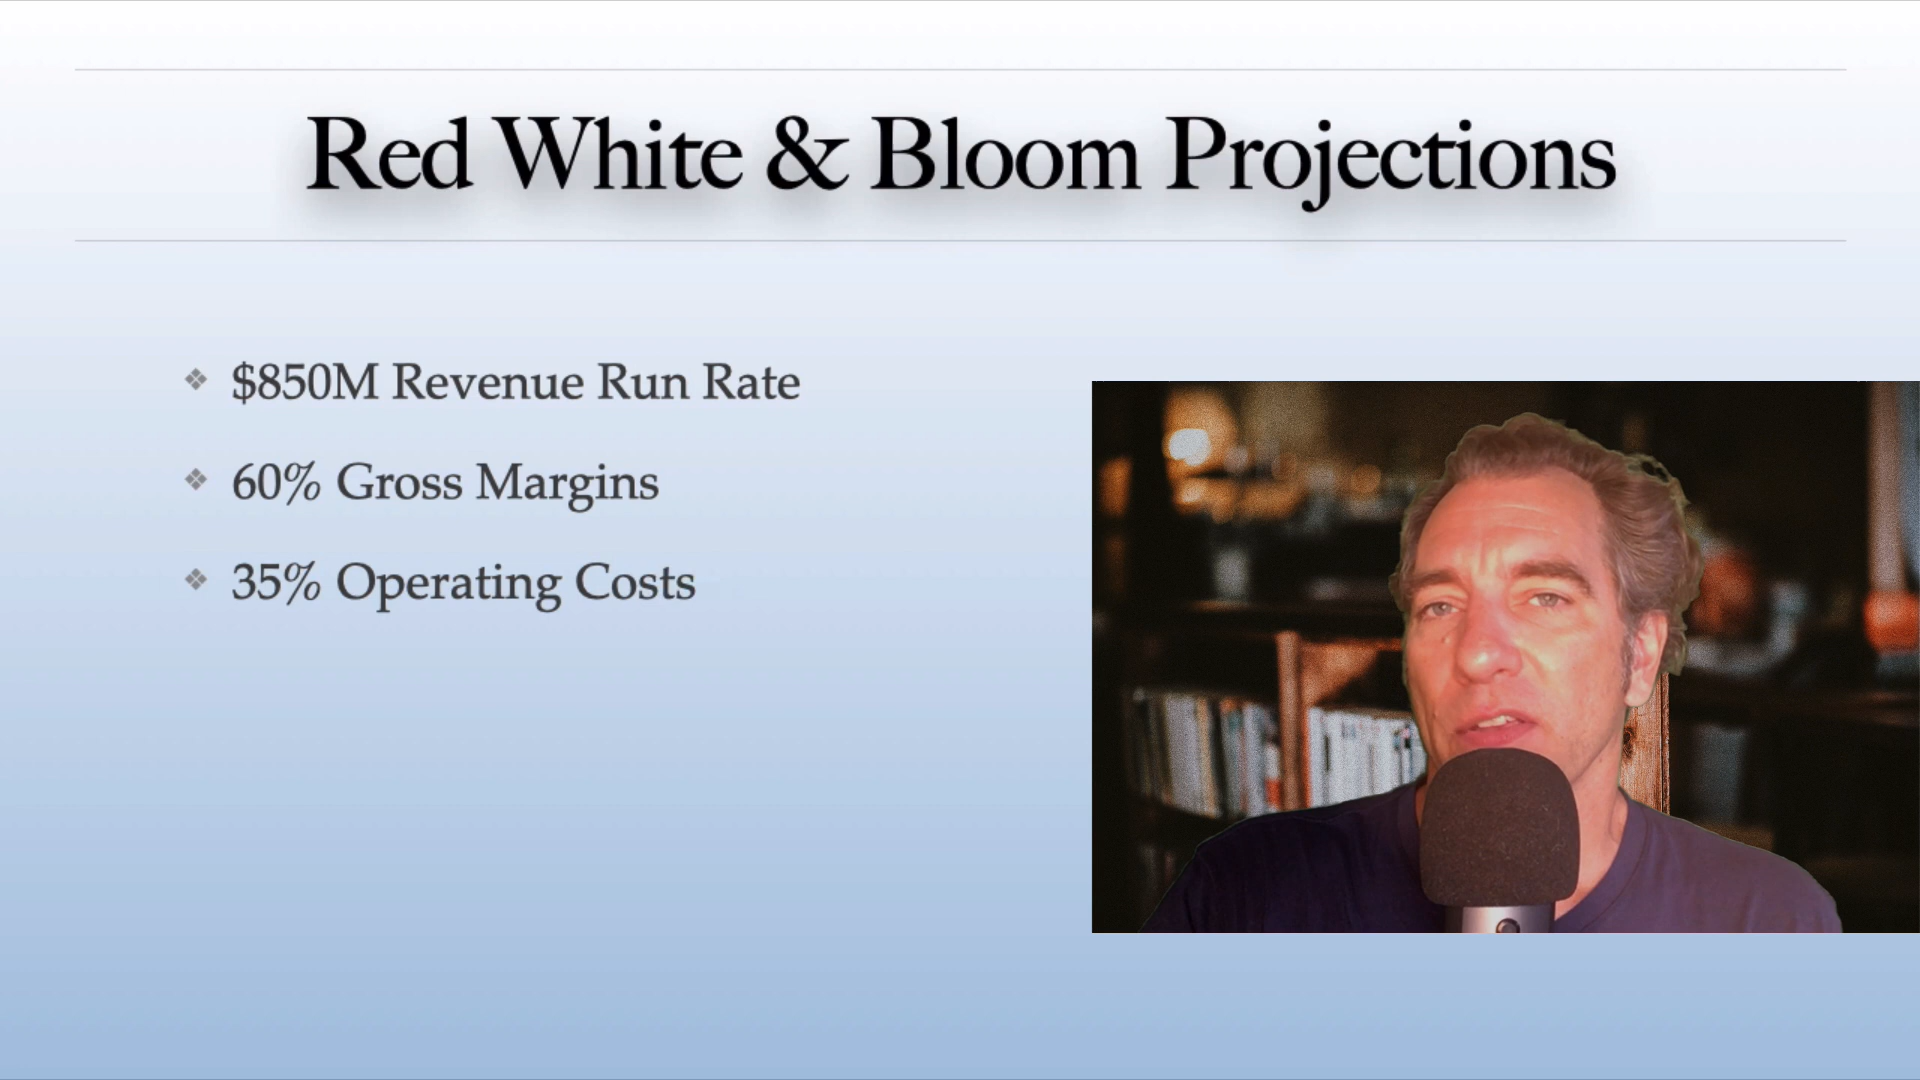 Red White & Bloom Projections
$850M Revenue Run Rate
60% Gross Margins
35% Operating Costs